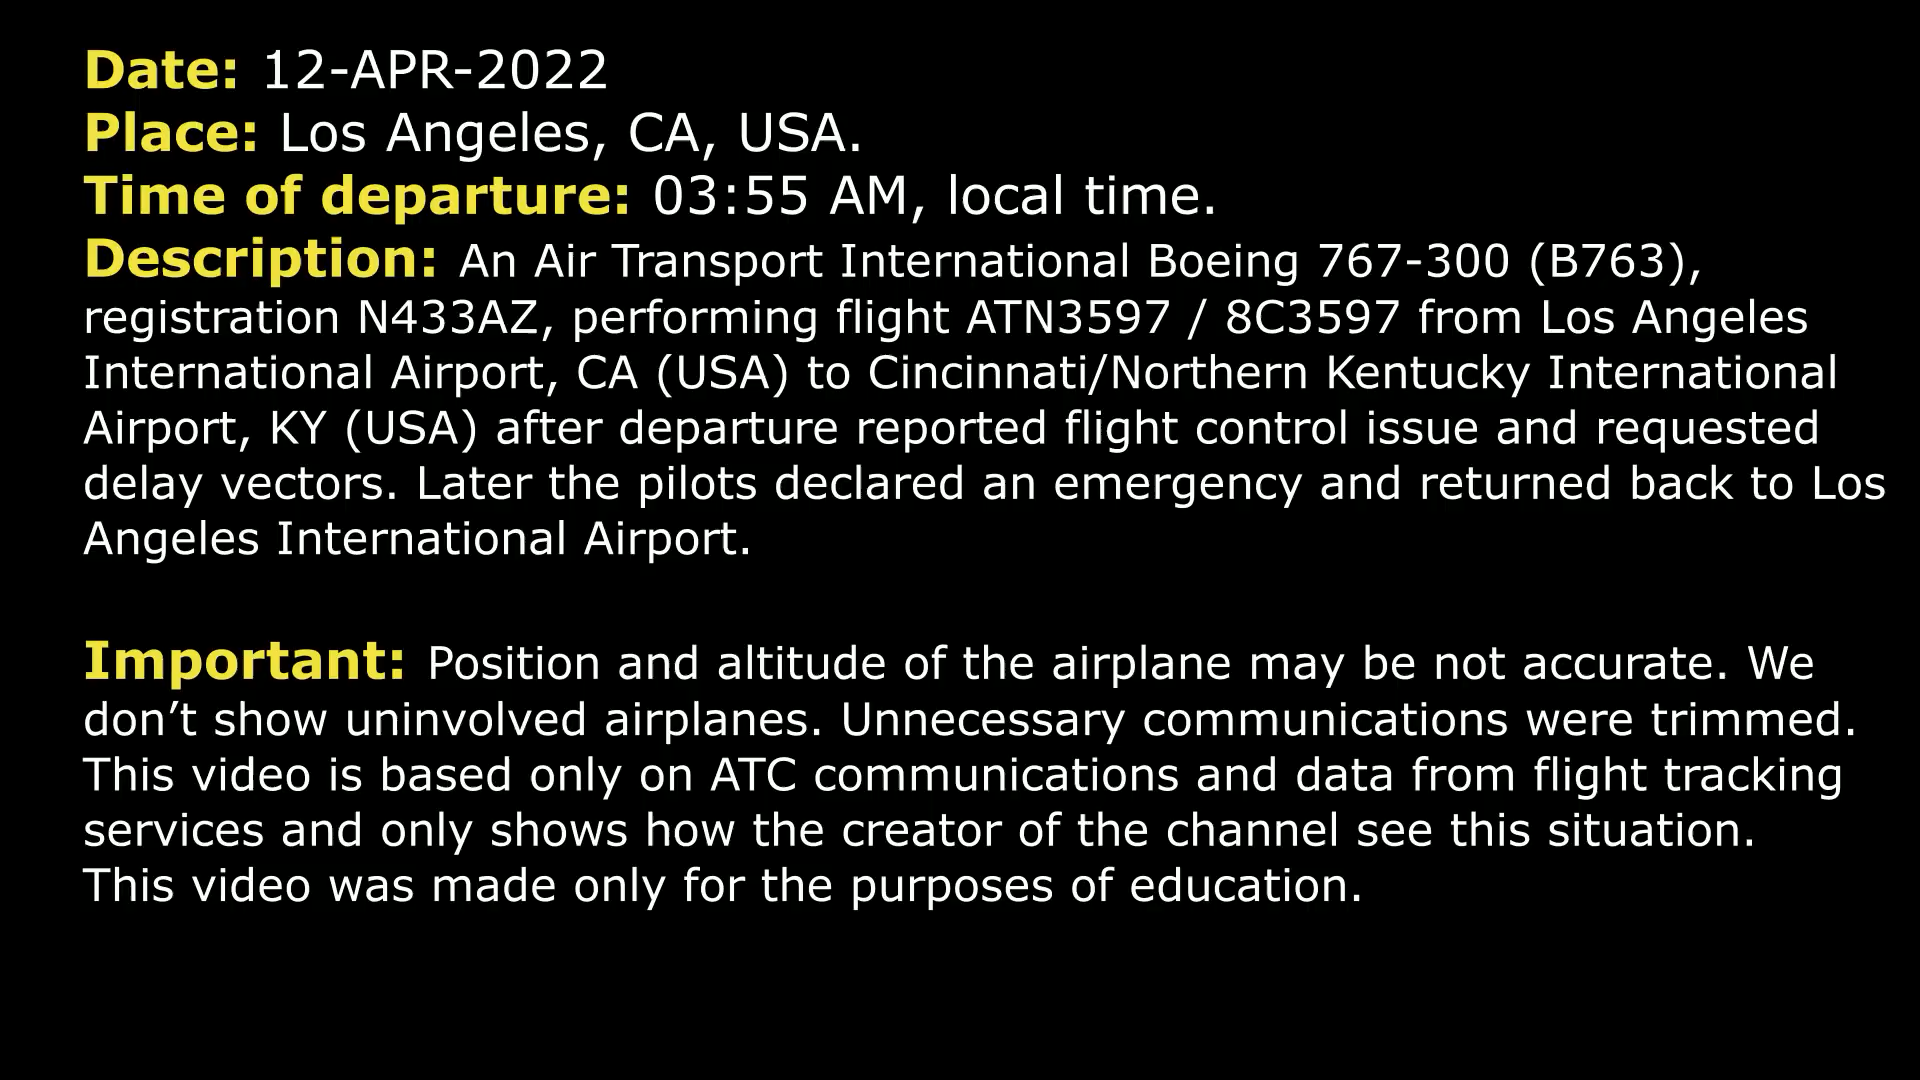 Date: 12-APR-2022
Place: Los Angeles, CA, USA.
Time of departure: 03:55 AM, local time.
Description: An Air Transport International Boeing 767-300 (B763),
registration N433AZ, performing flight ATN3597 / 8C3597 from Los Angeles
International Airport, CA (USA) to Cincinnati/Northern Kentucky International
Airport, KY (USA) after departure reported flight control issue and requested
delay vectors. Later the pilots declared an emergency and returned back to Los
Angeles International Airport.
Important: Position and altitude of the airplane may be not accurate. We
don’t show uninvolved airplanes. Unnecessary communications were trimmed.
This video is based only on ATC communications and data from flight tracking
services and only shows how the creator of the channel see this situation.
This video was made only for the purposes of education.